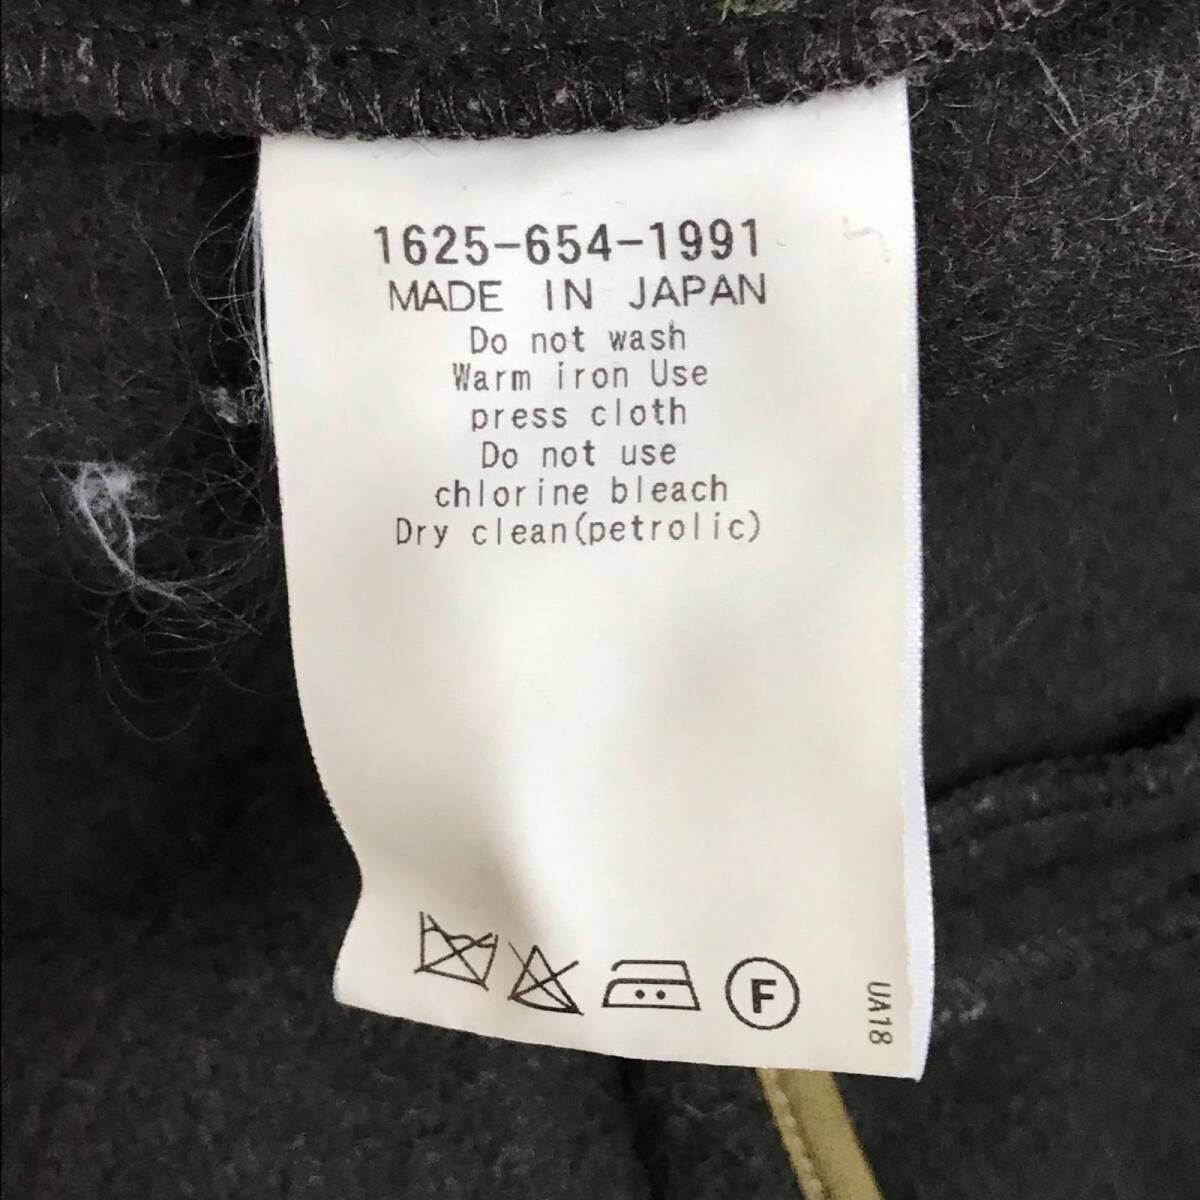 1625-654-1991
MADE IN JAPAN
Do not wash
Warm iron Use
press cloth
Do not use
chlorine bleach
Dry clean(petrolic)
F
UA18